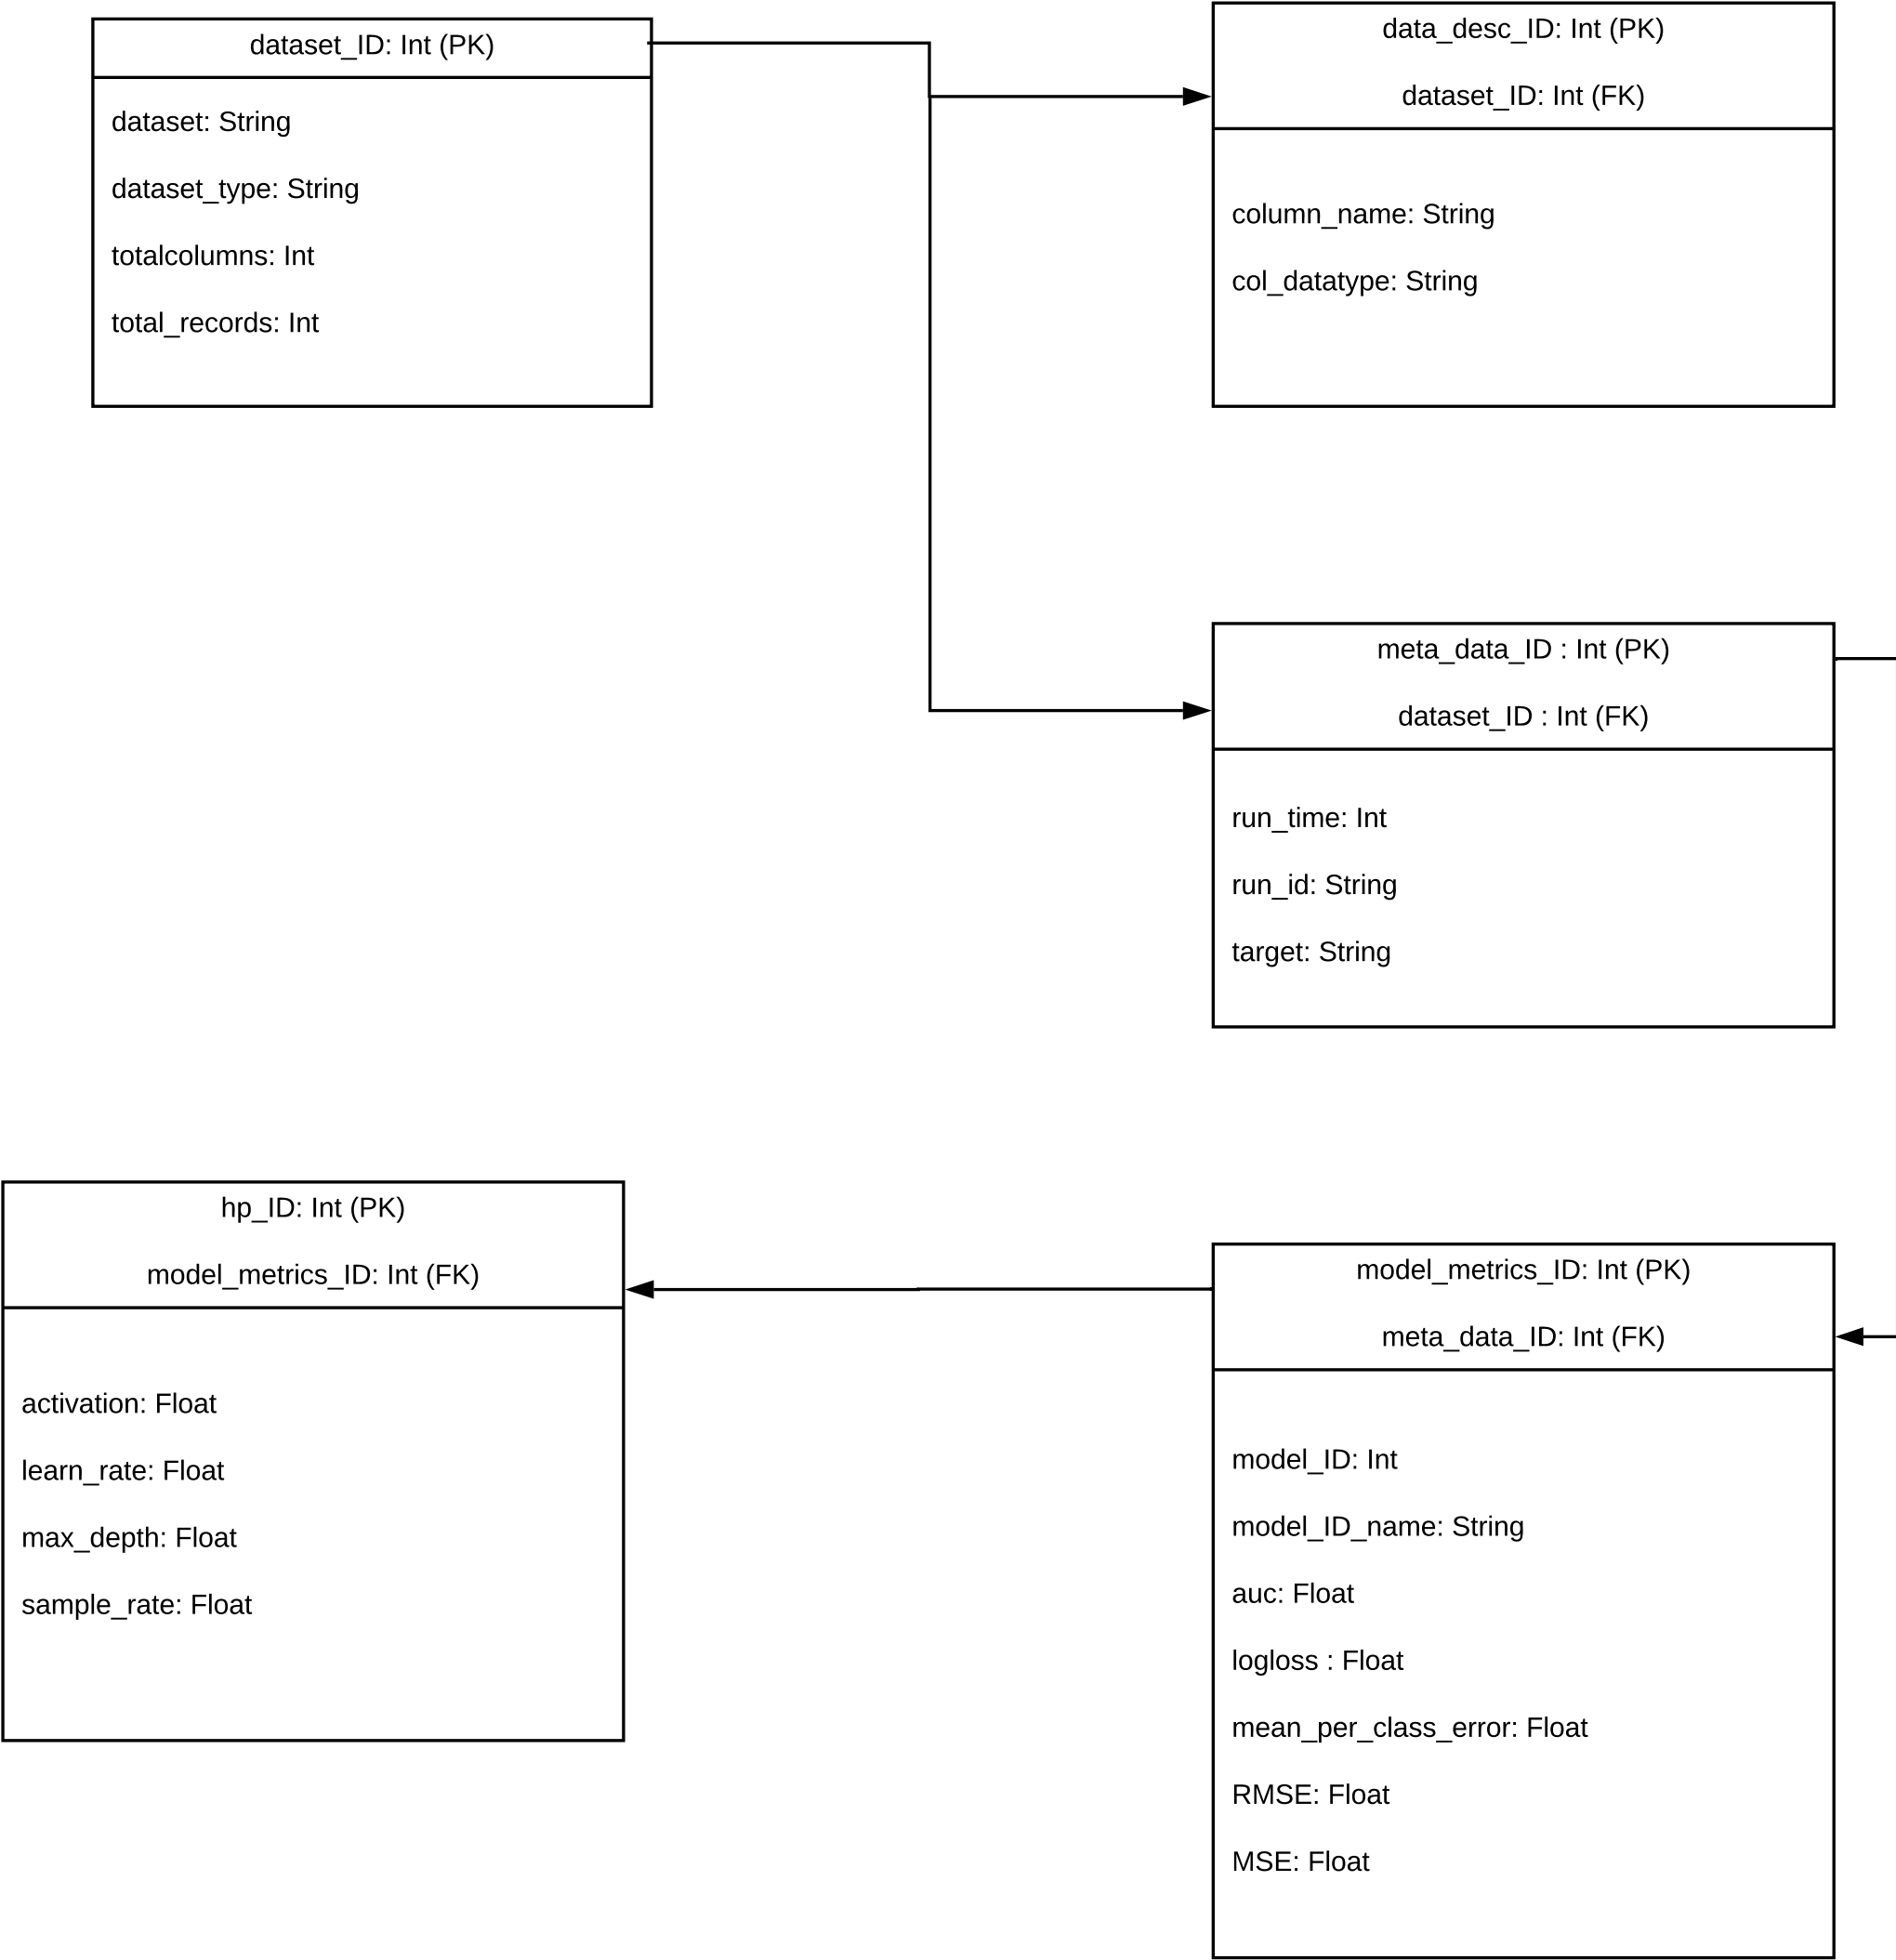 dataset_ID: Int (PK)
dataset: String
dataset_type: String
totalcolumns: Int
total_records: Int
data_desc_ID: Int (PK)
dataset_ID: Int (FK)
column_name: String
col_datatype: String
meta_data_ID : Int (PK)
dataset_ID : Int (FK)
run_time: Int
run_id: String
target: String
hp_ID: Int (PK)
model_metrics_ID: Int (FK)
activation: Float
learn_rate: Float
max_depth: Float
sample_rate: Float
model_metrics_ID: Int (PK)
meta_data_ID: Int (FK)
model_ID: Int
model_ID_name: String
auc: Float
logloss : Float
mean_per_class_error: Float
RMSE: Float
MSE: Float